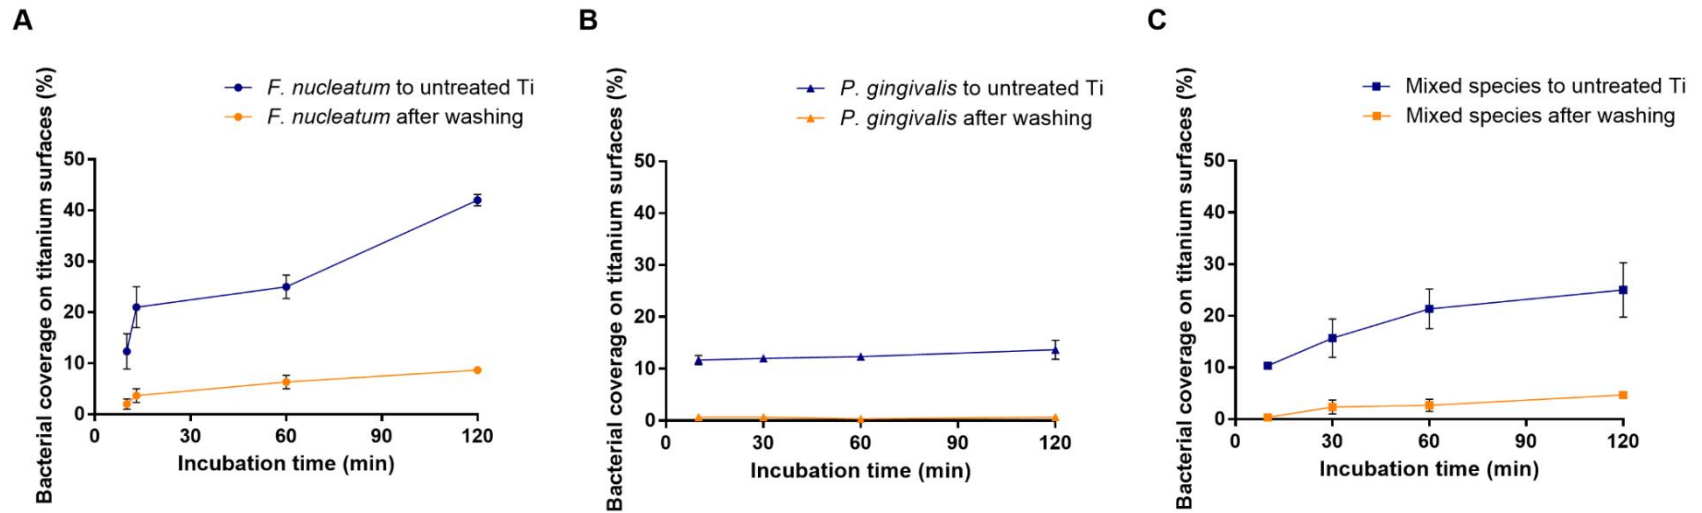 A
Bacterial coverage on titanium surfaces (%)
F. nucleatum to untreated Ti
F. nucleatum after washing
50
40
30
20
10
0
0 30 60 90 120
Incubation time (min)
B
Bacterial coverage on titanium surfaces (%)
P. gingivalis to untreated Ti
P. gingivalis after washing
50
40
30
20
10
0
0 30 60 90 120
Incubation time (min)
C
Bacterial coverage on titanium surfaces (%)
Mixed species to untreated Ti
Mixed species after washing
50
40
30
20
10
0
0 30 60 90 120
Incubation time (min)